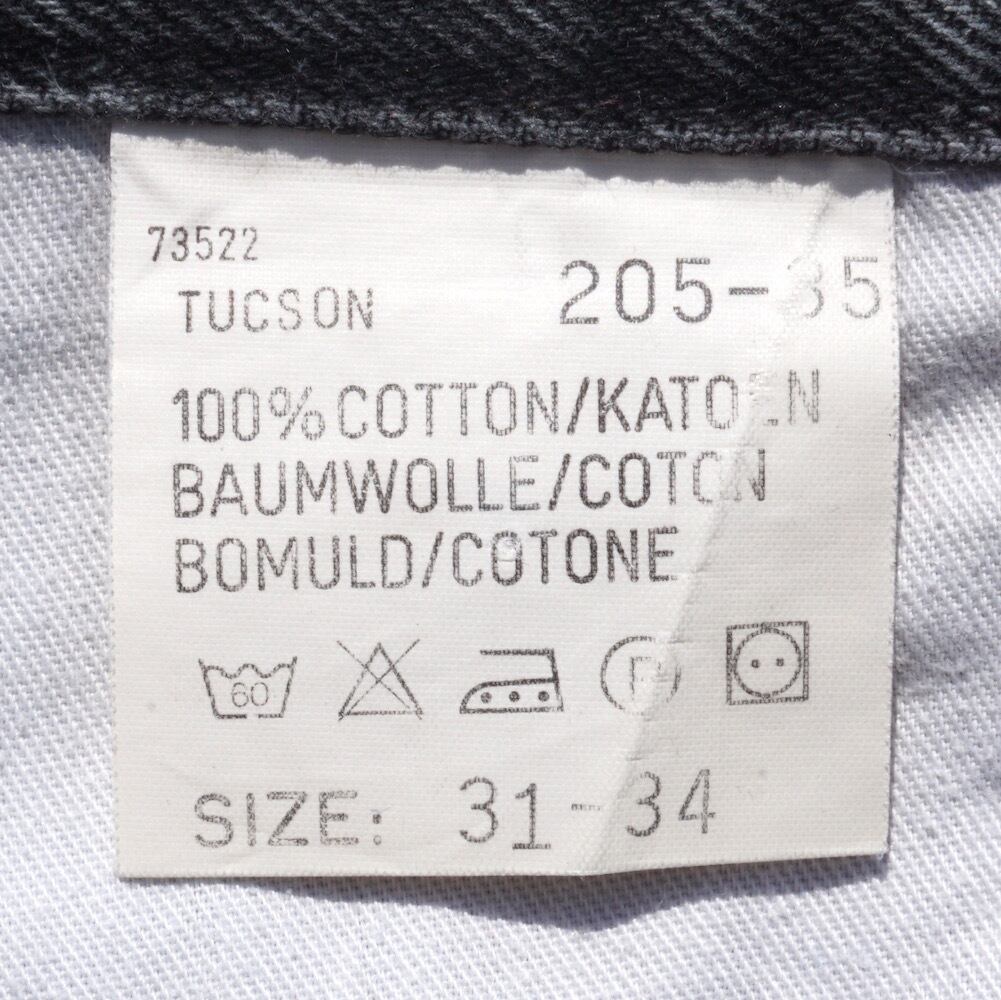 73522
TUCSON 205-35
100% COTTON/KATOEN
BAUMWOLLE/COTON
BOMULD/COTONE
60 P
SIZE: 31-34